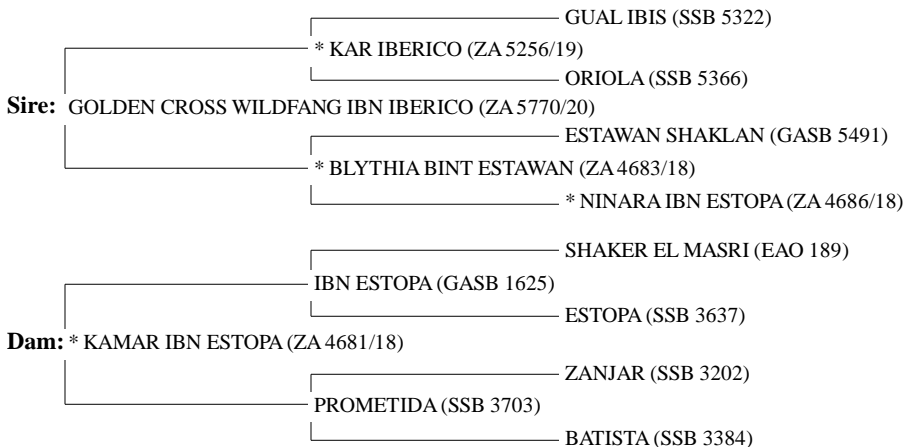 GUAL IBIS (SSB 5322)
* KAR IBERICO (ZA 5256/19)
ORIOLA (SSB 5366)
Sire: GOLDEN CROSS WILDFANG IBN IBERICO (ZA 5770/20)
ESTAWAN SHAKLAN (GASB 5491)
* BLYTHIA BINT ESTAWAN (ZA 4683/18)
* NINARA IBN ESTOPA (ZA 4686/18)
SHAKER EL MASRI (EAO 189)
IBN ESTOPA (GASB 1625)
ESTOPA (SSB 3637)
Dam: * KAMAR IBN ESTOPA (ZA 4681/18)
ZANJAR (SSB 3202)
PROMETIDA (SSB 3703)
BATISTA (SSB 3384)